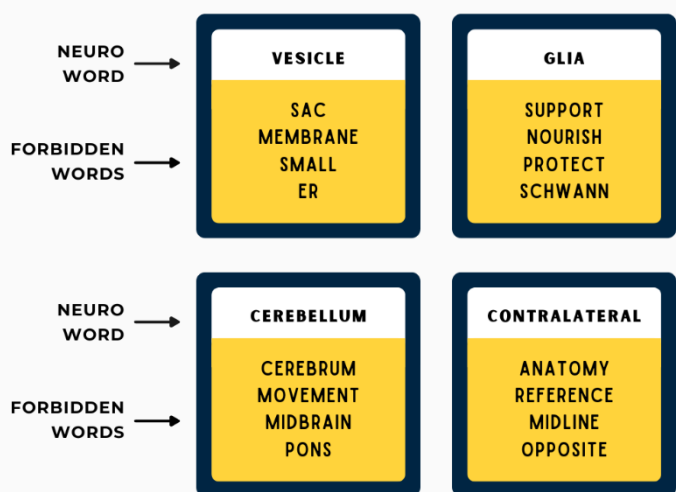 NEURO
WORD
VESICLE
GLIA
FORBIDDEN
WORDS
SAC
MEMBRANE
SMALL
ER
SUPPORT
NOURISH
PROTECT
SCHWANN
NEURO
WORD
CEREBELLUM
CONTRALATERAL
FORBIDDEN
WORDS
CEREBRUM
MOVEMENT
MIDBRAIN
PONS
ANATOMY
REFERENCE
MIDLINE
OPPOSITE